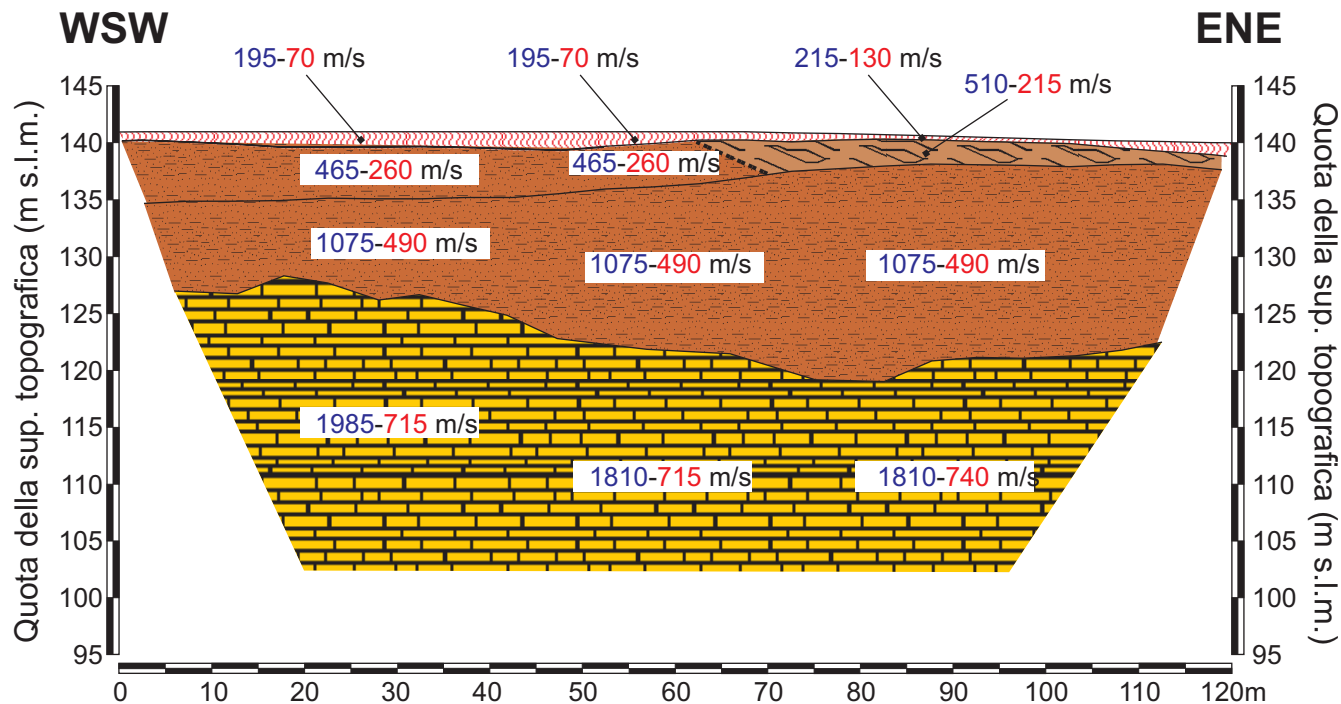 WSW
ENE
195-70 m/s
195-70 m/s
215-130 m/s
510-215 m/s
145
140
135
130
125
120
115
110
105
100
95
Quota della sup. topografica (m s.l.m.)
465-260 m/s
465-260 m/s
1075-490 m/s
1075-490 m/s
1075-490 m/s
1985-715 m/s
1810-715 m/s
1810-740 m/s
145
140
135
130
125
120
115
110
105
100
95
Quota della sup. topografica (m s.l.m.)
0 10 20 30 40 50 60 70 80 90 100 110 120m